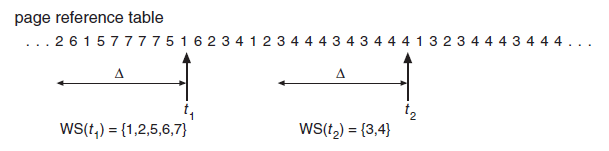 page reference table
. . . 2 6 1 5 7 7 7 7 5 1 6 2 3 4 1 2 3 4 4 4 3 4 3 4 4 4 1 3 2 3 4 4 4 3 4 4 4 . . .
Δ Δ
t1 t2
WS(t1) = {1,2,5,6,7} WS(t2) = {3,4}